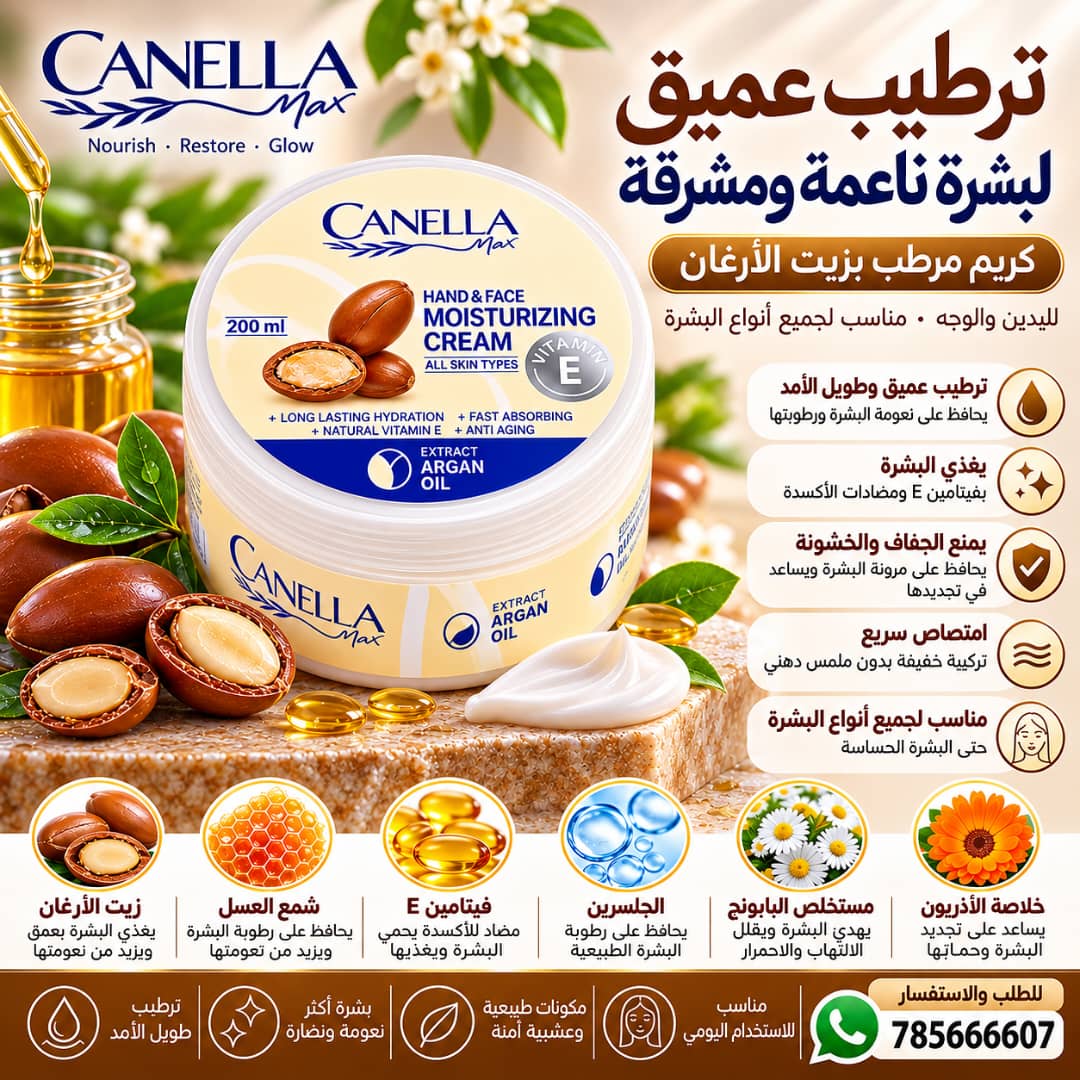 CANELLA
Max
Nourish · Restore · Glow
ترطيب عميق
لبشرة ناعمة ومشرقة
كريم مرطب بزيت الأرغان
لليدين والوجه • مناسب لجميع أنواع البشرة
CANELLA
Max
200 ml
HAND & FACE
MOISTURIZING
CREAM
ALL SKIN TYPES
VITAMIN
E
+ LONG LASTING HYDRATION + FAST ABSORBING
+ NATURAL VITAMIN E + ANTI AGING
EXTRACT
ARGAN
OIL
CANELLA
Max
EXTRACT
ARGAN
OIL
ترطيب عميق وطويل الأمد
يحافظ على نعومة البشرة ورطوبتها
يغذي البشرة
بفيتامين E ومضادات الأكسدة
يمنع الجفاف والخشونة
يحافظ على مرونة البشرة ويساعد
في تجديدها
امتصاص سريع
تركيبة خفيفة بدون ملمس دهني
مناسب لجميع أنواع البشرة
حتى البشرة الحساسة
خلاصة الأذريون
يساعد على تجديد
البشرة وحمايتها
مستخلص البابونج
يهدئ البشرة ويقلل
الالتهاب والاحمرار
الجلسرين
يحافظ على رطوبة
البشرة الطبيعية
فيتامين E
مضاد للأكسدة يحمي
البشرة ويغذيها
شمع العسل
يحافظ على رطوبة البشرة
ويزيد من نعومتها
زيت الأرغان
يغذي البشرة بعمق
ويزيد من نعومتها
للطلب والاستفسار
785666607
مناسب
للاستخدام اليومي
مكونات طبيعية
وعشبية آمنة
بشرة أكثر
نعومة ونضارة
ترطيب
طويل الأمد